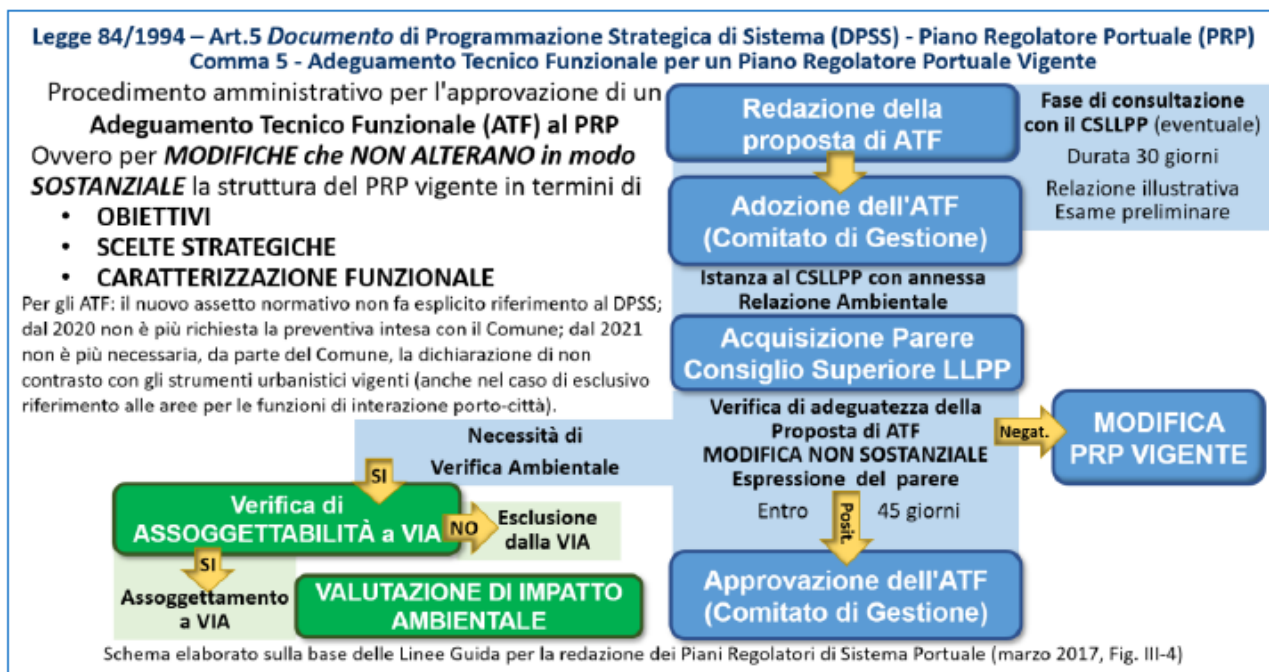 Legge 84/1994 – Art.5 Documento di Programmazione Strategica di Sistema (DPSS) - Piano Regolatore Portuale (PRP)
Comma 5 - Adeguamento Tecnico Funzionale per un Piano Regolatore Portuale Vigente
Procedimento amministrativo per l'approvazione di un
Adeguamento Tecnico Funzionale (ATF) al PRP
Ovvero per MODIFICHE che NON ALTERANO in modo
SOSTANZIALE la struttura del PRP vigente in termini di
• OBIETTIVI
• SCELTE STRATEGICHE
• CARATTERIZZAZIONE FUNZIONALE
Per gli ATF: il nuovo assetto normativo non fa esplicito riferimento al DPSS;
dal 2020 non è più richiesta la preventiva intesa con il Comune; dal 2021
non è più necessaria, da parte del Comune, la dichiarazione di non
contrasto con gli strumenti urbanistici vigenti (anche nel caso di esclusivo
riferimento alle aree per le funzioni di interazione porto-città).
Redazione della
proposta di ATF
Fase di consultazione
con il CSLLPP (eventuale)
Durata 30 giorni
Relazione illustrativa
Esame preliminare
Adozione dell'ATF
(Comitato di Gestione)
Istanza al CSLLPP con annessa
Relazione Ambientale
Acquisizione Parere
Consiglio Superiore LLPP
Verifica di adeguatezza della
Proposta di ATF
MODIFICA NON SOSTANZIALE
Espressione del parere
Entro 45 giorni
Negat.
MODIFICA
PRP VIGENTE
Posit.
Approvazione dell'ATF
(Comitato di Gestione)
Necessità di
Verifica Ambientale
SI
Verifica di
ASSOGGETTABILITÀ a VIA
NO
Esclusione
dalla VIA
SI
Assoggettamento
a VIA
VALUTAZIONE DI IMPATTO
AMBIENTALE
Schema elaborato sulla base delle Linee Guida per la redazione dei Piani Regolatori di Sistema Portuale (marzo 2017, Fig. III-4)